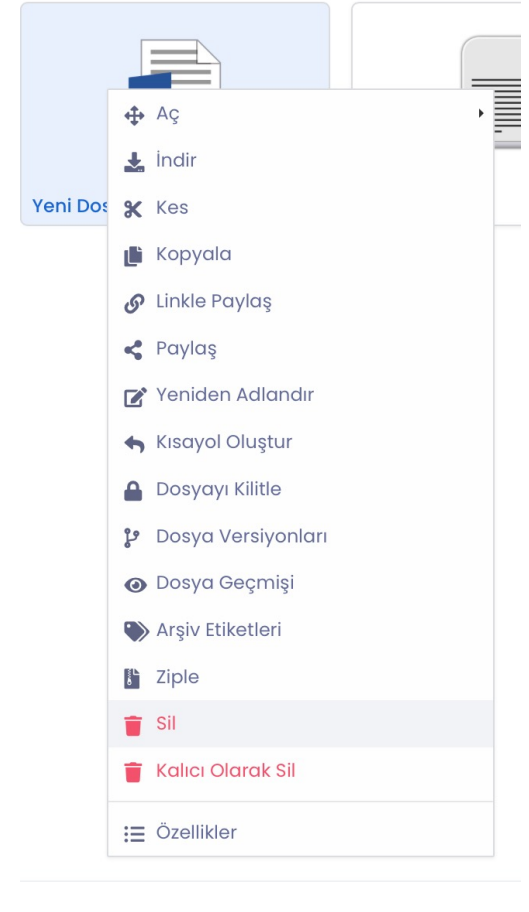 Aç
İndir
Kes
Kopyala
Linkle Paylaş
Paylaş
Yeniden Adlandır
Kısayol Oluştur
Dosyayı Kilitle
Dosya Versiyonları
Dosya Geçmişi
Arşiv Etiketleri
Ziple
Sil
Kalıcı Olarak Sil
Özellikler
Yeni Dos